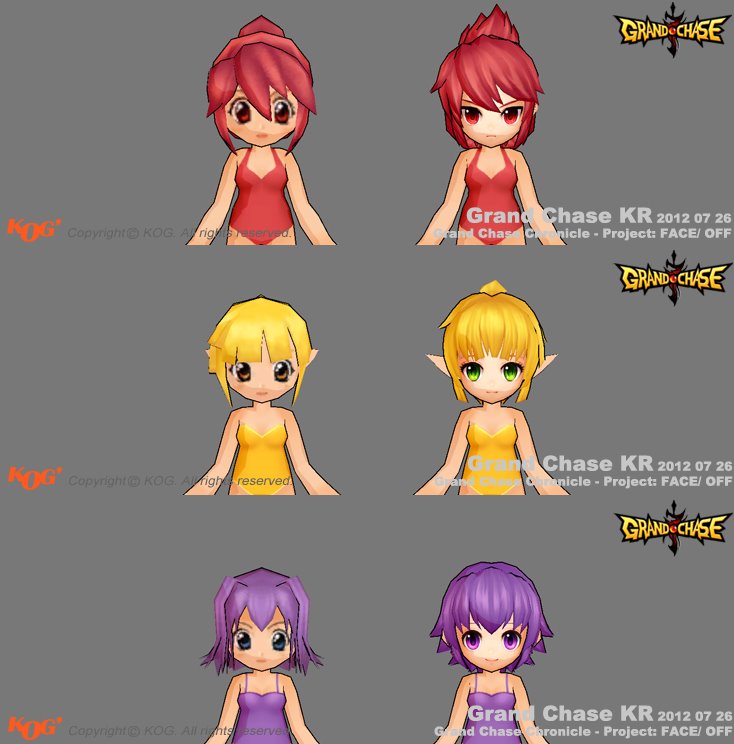 GRAND CHASE
Grand Chase KR 2012 07 26
KOG Copyright© KOG. All rights reserved.
Grand Chase Chronicle - Project: FACE/ OFF
GRAND CHASE
Grand Chase KR 2012 07 26
KOG Copyright© KOG. All rights reserved.
Grand Chase Chronicle - Project: FACE/ OFF
GRAND CHASE
Grand Chase KR 2012 07 26
KOG Copyright© KOG. All rights reserved.
Grand Chase Chronicle - Project: FACE/ OFF